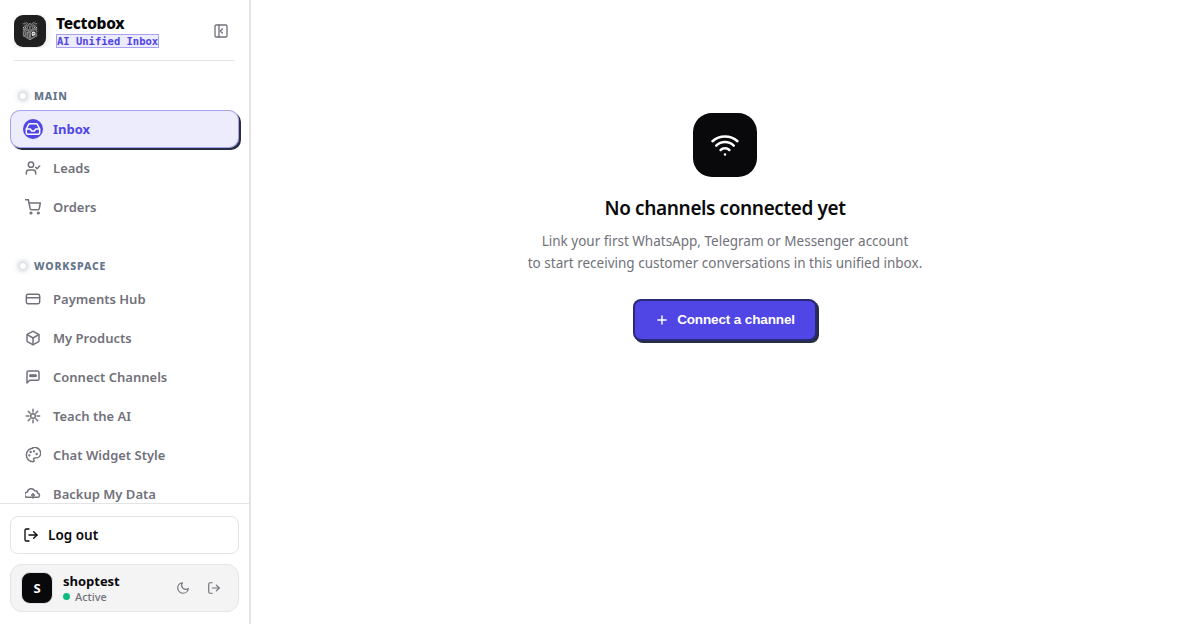 Tectobox
AI Unified Inbox
MAIN
Inbox
Leads
Orders
WORKSPACE
Payments Hub
My Products
Connect Channels
Teach the AI
Chat Widget Style
Backup My Data
Log out
S
shoptest
Active
No channels connected yet
Link your first WhatsApp, Telegram or Messenger account
to start receiving customer conversations in this unified inbox.
+ Connect a channel